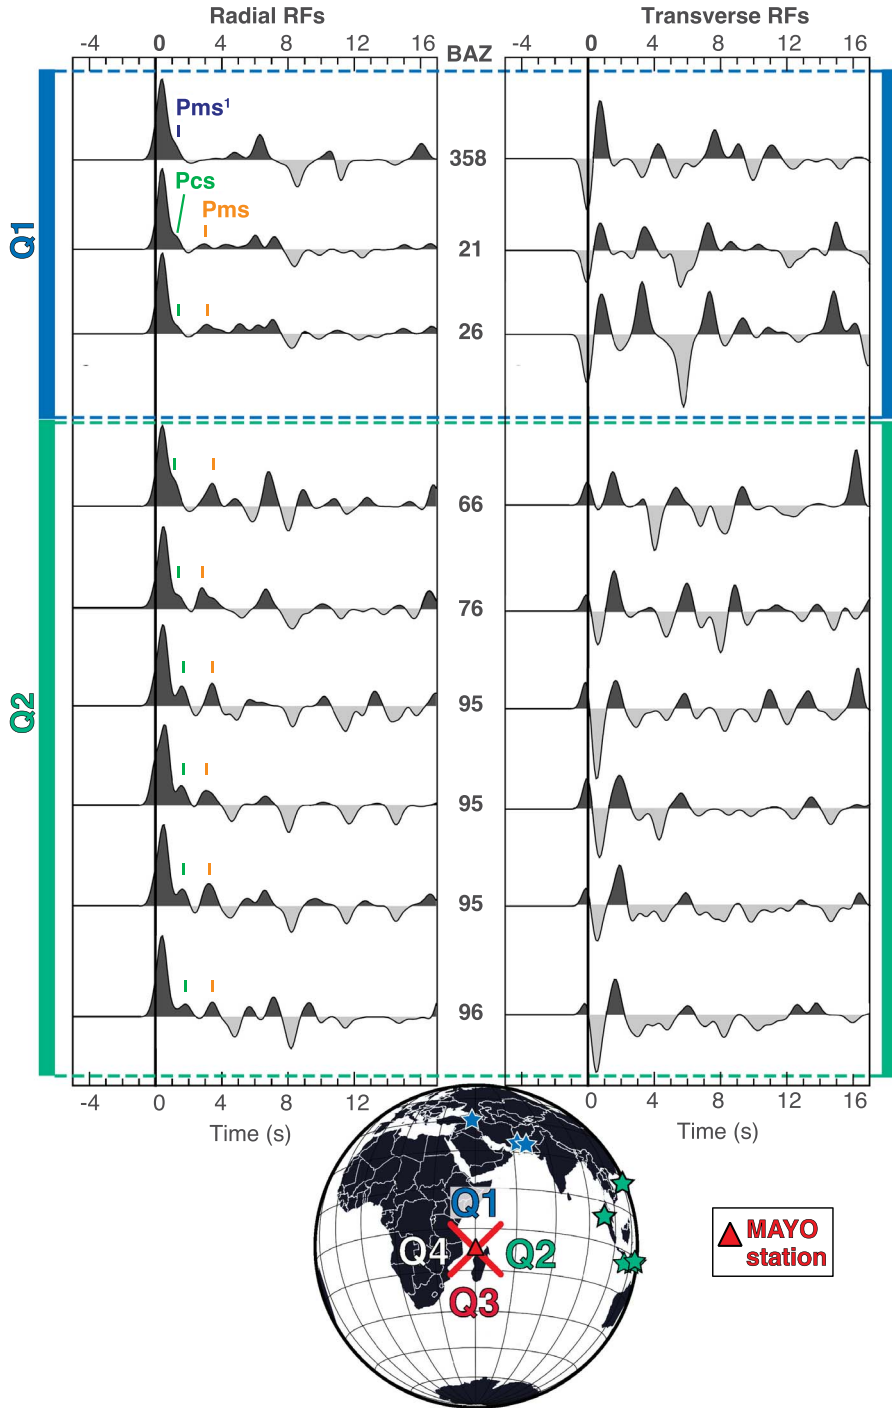 Radial RFs
Transverse RFs
-4 0 4 8 12 16
BAZ
-4 0 4 8 12 16
Q1
Pms¹
358
Pcs
Pms
21
26
Q2
66
76
95
95
95
96
-4 0 4 8 12 16
-4 0 4 8 12 16
Time (s)
Time (s)
Q1
Q4
Q2
Q3
MAYO
station